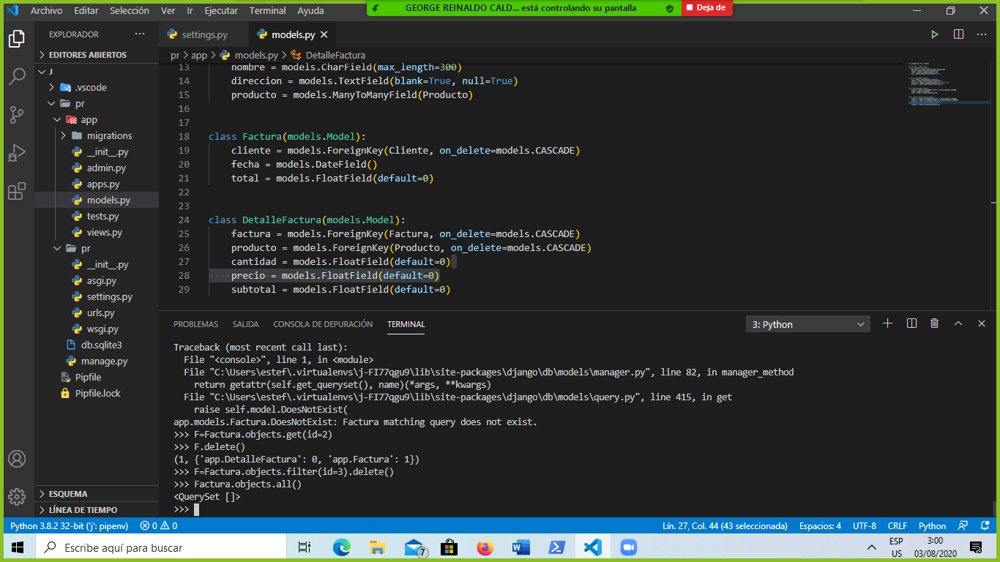 Archivo Editar Selección Ver Ir Ejecutar Terminal Ayuda
GEORGE REINALDO CALD... está controlando su pantalla
Deja de
EXPLORADOR ...
EDITORES ABIERTOS
J
.vscode
pr
app
migrations
__init__.py
admin.py
apps.py
models.py
tests.py
views.py
pr
__init__.py
asgi.py
settings.py
urls.py
wsgi.py
db.sqlite3
manage.py
Pipfile
Pipfile.lock
ESQUEMA
LÍNEA DE TIEMPO
settings.py models.py
pr > app > models.py > DetalleFactura
13 nombre = models.CharField(max_length=300)
14 direccion = models.TextField(blank=True, null=True)
15 producto = models.ManyToManyField(Producto)
16
17
18 class Factura(models.Model):
19 cliente = models.ForeignKey(Cliente, on_delete=models.CASCADE)
20 fecha = models.DateField()
21 total = models.FloatField(default=0)
22
23
24 class DetalleFactura(models.Model):
25 factura = models.ForeignKey(Factura, on_delete=models.CASCADE)
26 producto = models.ForeignKey(Producto, on_delete=models.CASCADE)
27 cantidad = models.FloatField(default=0)
28 precio = models.FloatField(default=0)
29 subtotal = models.FloatField(default=0)
PROBLEMAS SALIDA CONSOLA DE DEPURACIÓN TERMINAL 3: Python
Traceback (most recent call last):
File "<console>", line 1, in <module>
File "C:\Users\estef\.virtualenvs\j-FI77qgu9\lib\site-packages\django\db\models\manager.py", line 82, in manager_method
return getattr(self.get_queryset(), name)(*args, **kwargs)
File "C:\Users\estef\.virtualenvs\j-FI77qgu9\lib\site-packages\django\db\models\query.py", line 415, in get
raise self.model.DoesNotExist(
app.models.Factura.DoesNotExist: Factura matching query does not exist.
>>> F=Factura.objects.get(id=2)
>>> F.delete()
(1, {'app.DetalleFactura': 0, 'app.Factura': 1})
>>> F=Factura.objects.filter(id=3).delete()
>>> Factura.objects.all()
<QuerySet []>
>>>
Python 3.8.2 32-bit ('j': pipenv) 0 0 Lín. 27, Col. 44 (43 seleccionada) Espacios: 4 UTF-8 CRLF Python
Escribe aquí para buscar
7
ESP
US
3:00
03/08/2020